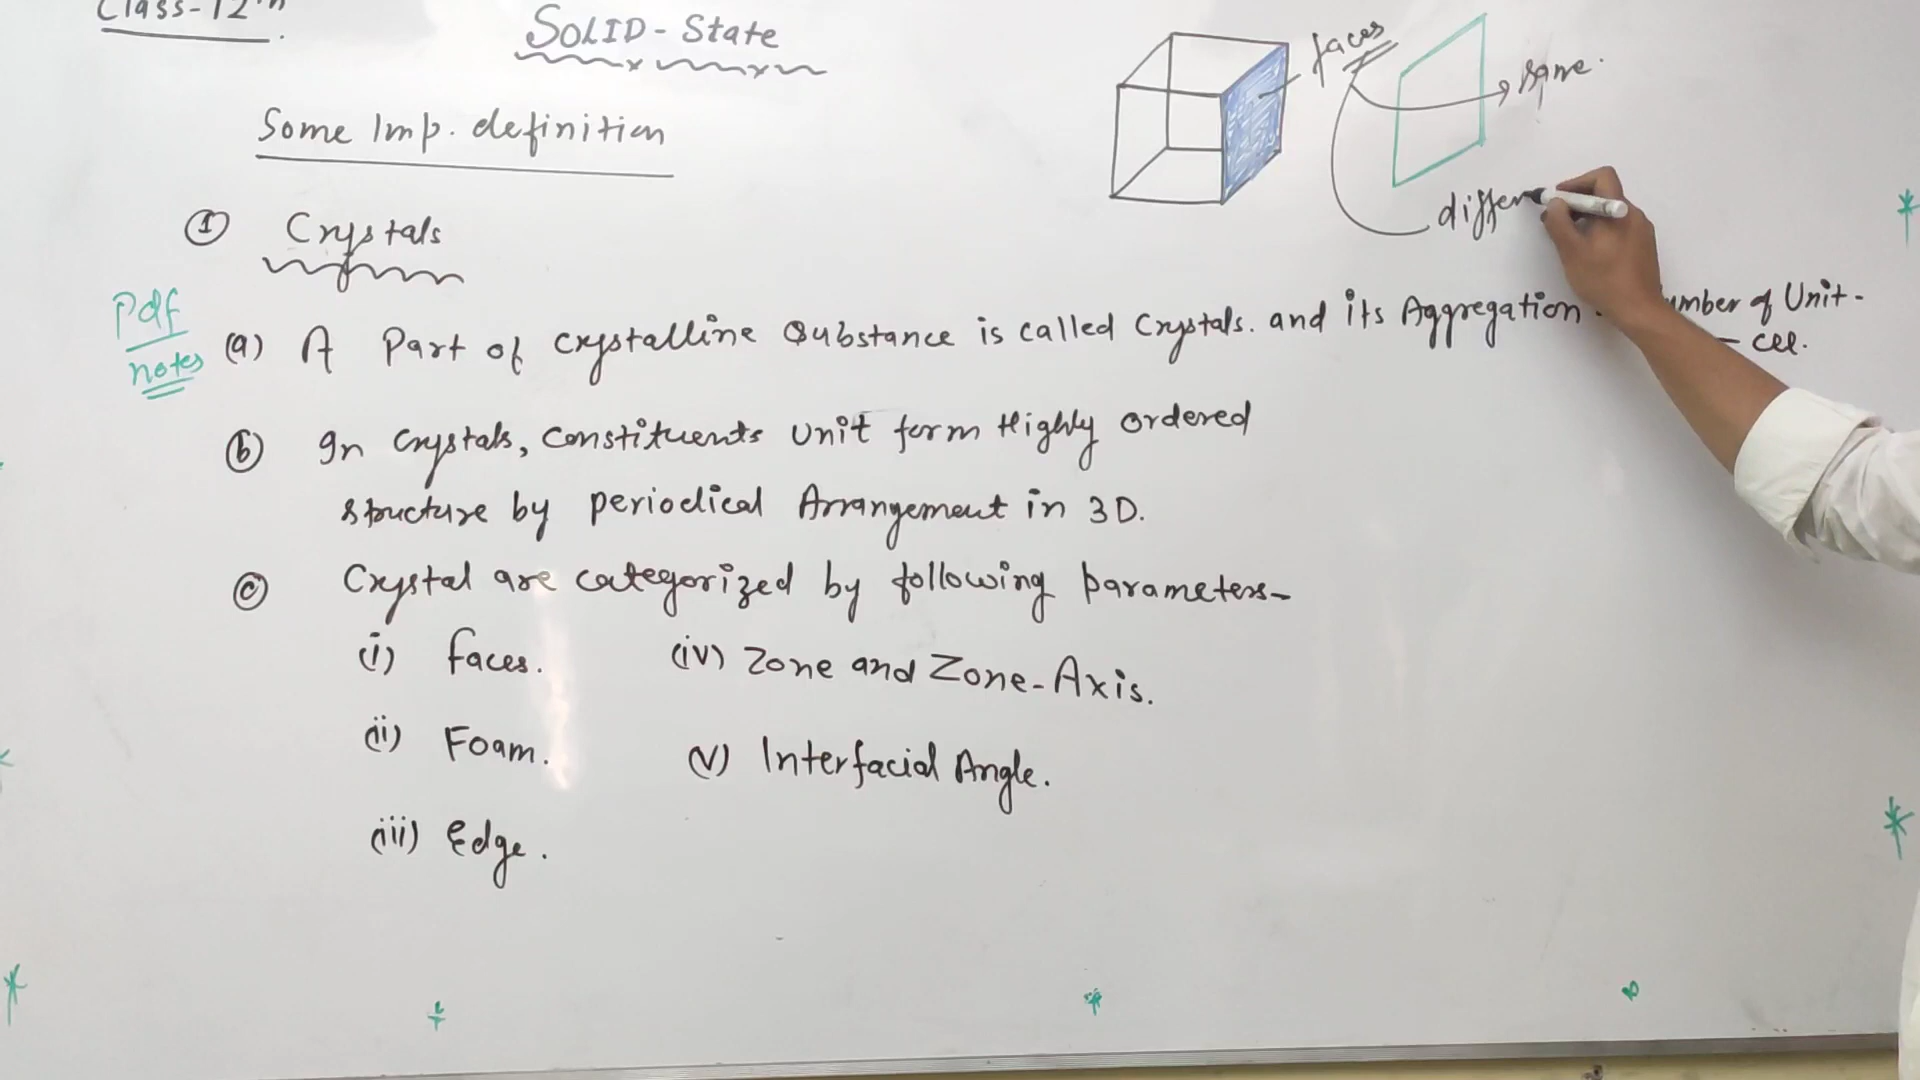 Class-12th
SOLID - State
faces
same.
Some Imp. definition
differ
① Crystals
Pdf
notes
(a) A Part of crystalline Substance is called Crystals. and its Aggregation of Unit-
cell.
(b) In crystals, constituents unit form Highly ordered
structure by periodical Arrangement in 3D.
(c) Crystal are categorized by following parameters-
(i) faces. (iv) Zone and Zone-Axis.
(ii) Foam. (V) Interfacial Angle.
(iii) Edge.